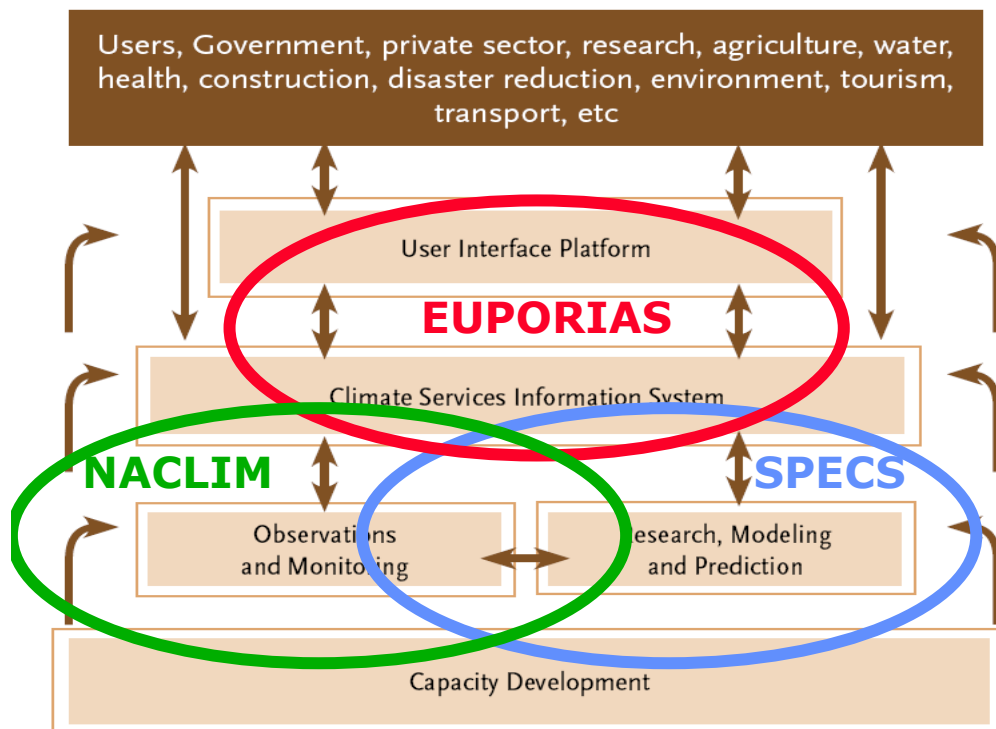 Users, Government, private sector, research, agriculture, water,
health, construction, disaster reduction, environment, tourism,
transport, etc
User Interface Platform
EUPORIAS
Climate Services Information System
NACLIM
SPECS
Observations
and Monitoring
Research, Modeling
and Prediction
Capacity Development